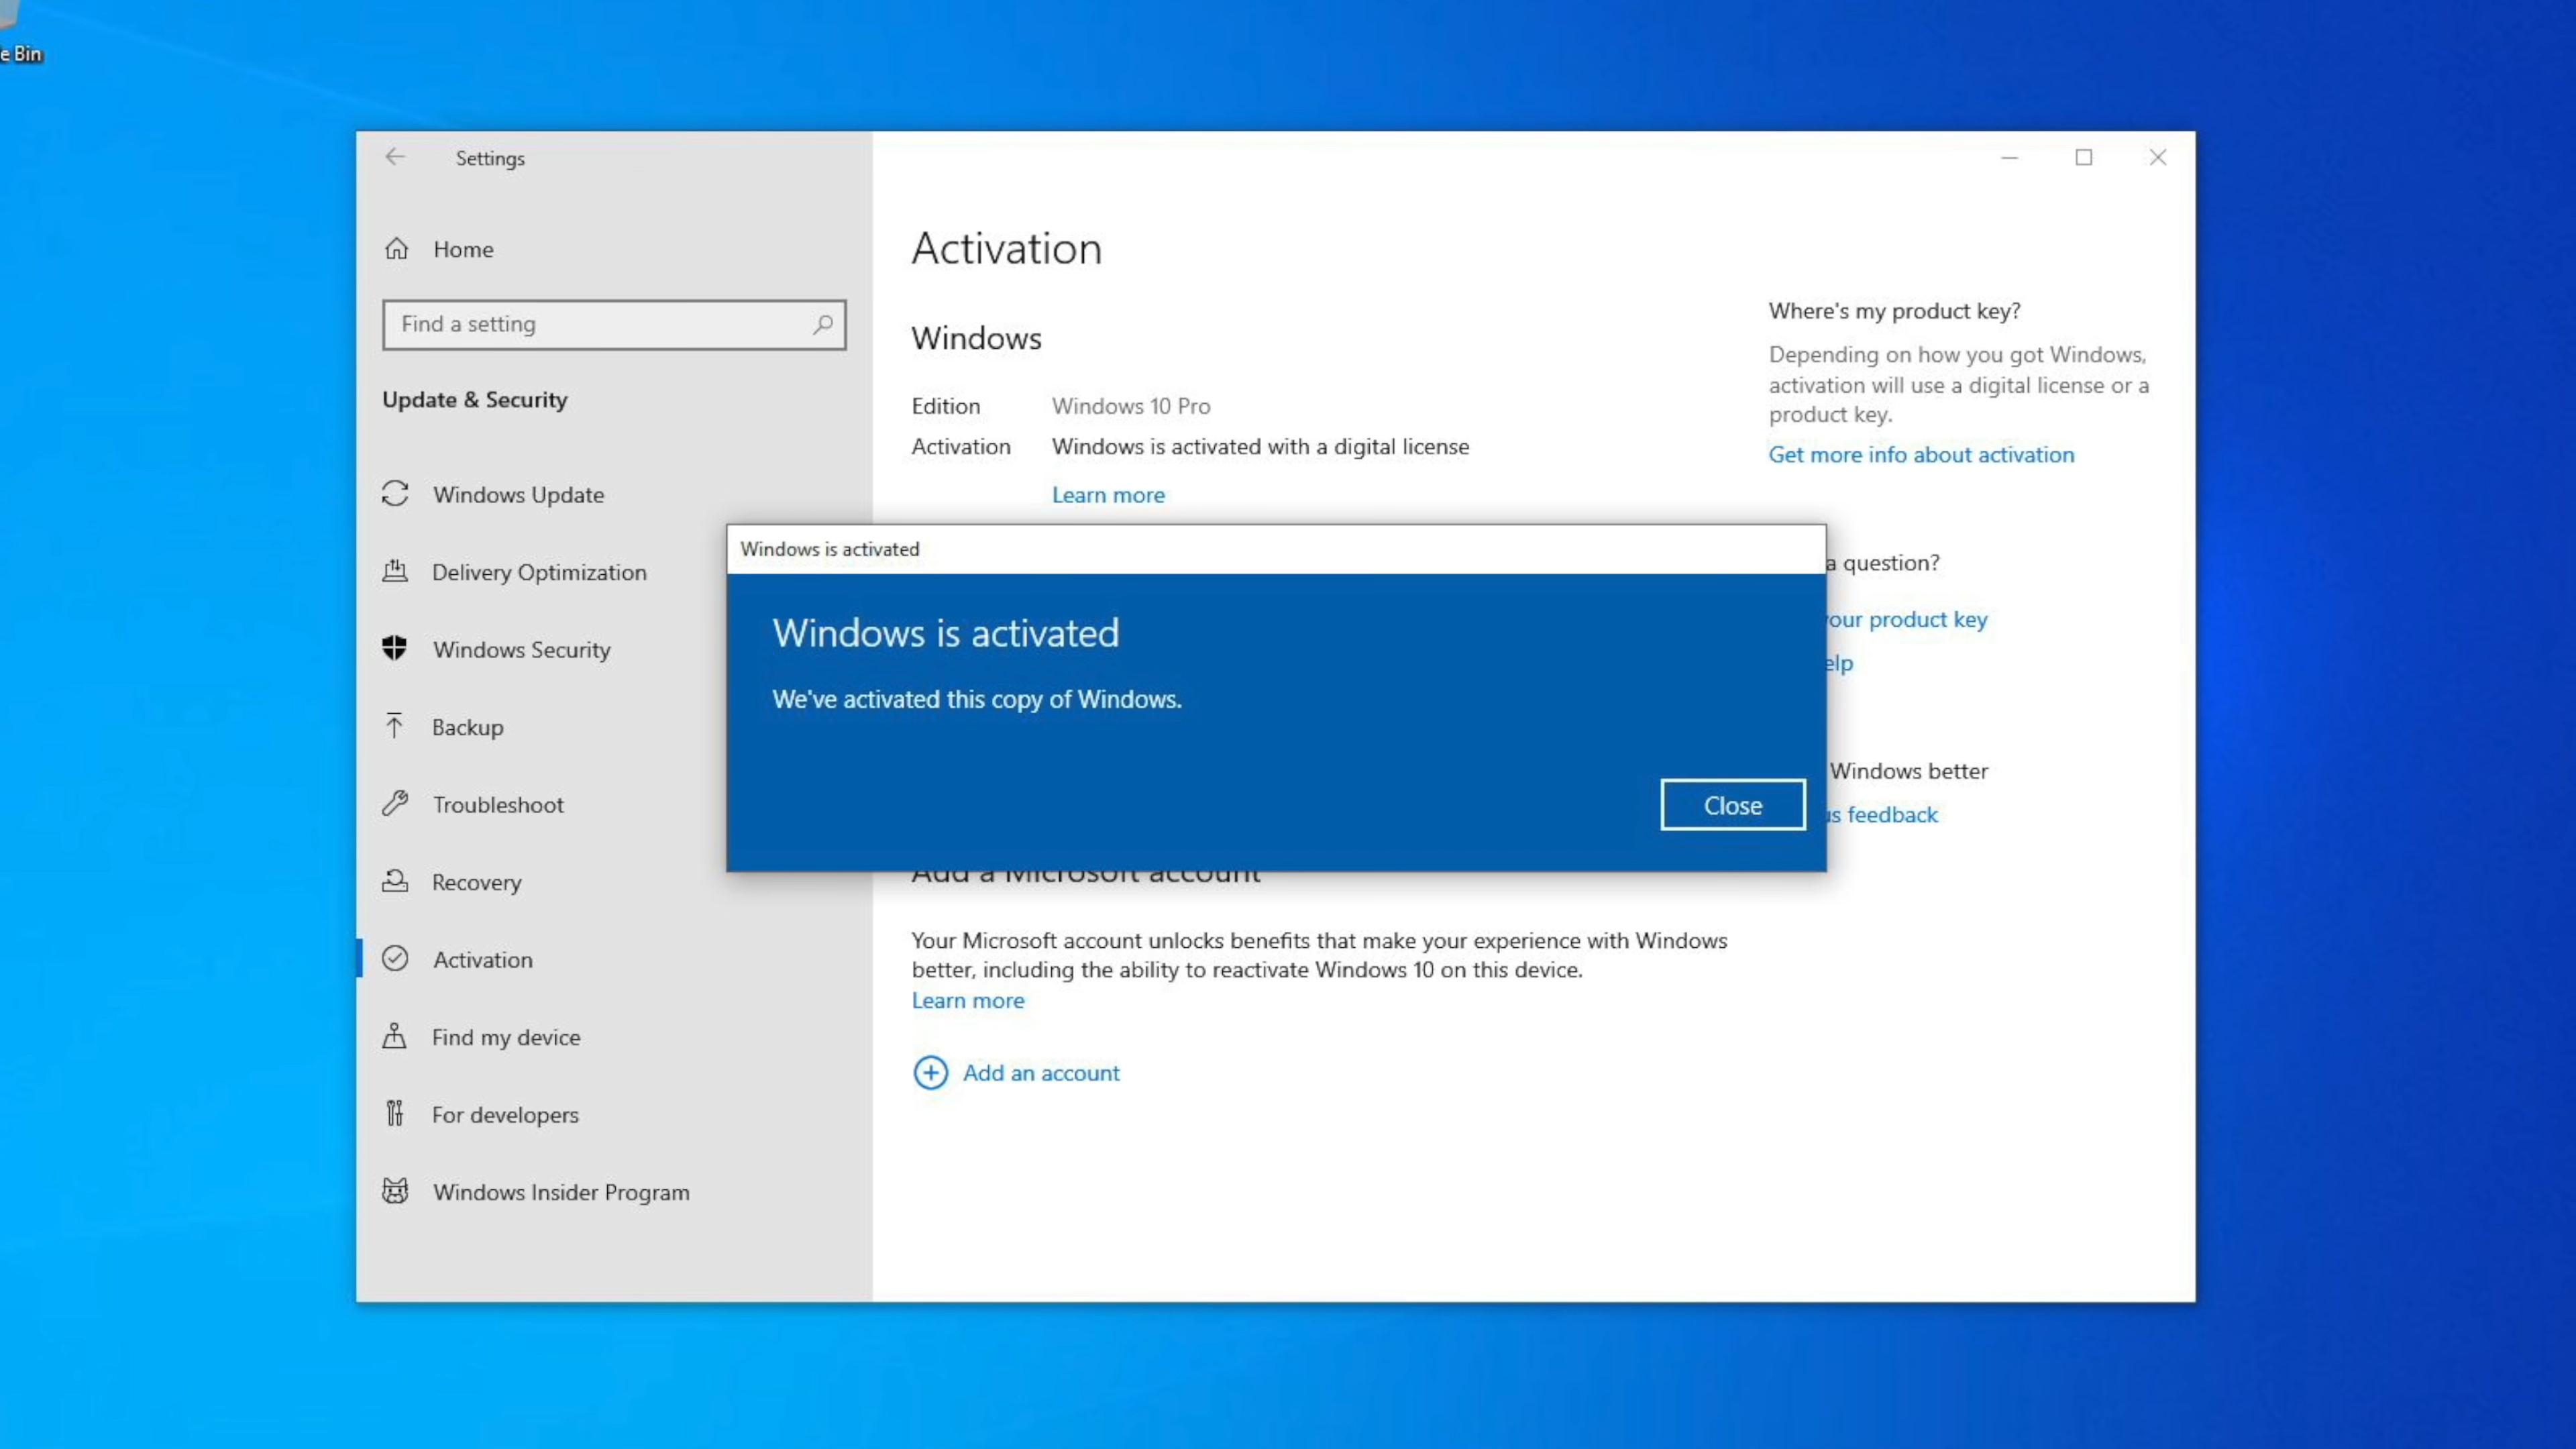 e Bin
Settings
Home
Find a setting
Update & Security
Windows Update
Delivery Optimization
Windows Security
Backup
Troubleshoot
Recovery
Activation
Find my device
For developers
Windows Insider Program
Activation
Windows
Edition Windows 10 Pro
Activation Windows is activated with a digital license
Learn more
Windows is activated
Windows is activated
We've activated this copy of Windows.
Close
Add a Microsoft account
Your Microsoft account unlocks benefits that make your experience with Windows
better, including the ability to reactivate Windows 10 on this device.
Learn more
Add an account
Where's my product key?
Depending on how you got Windows,
activation will use a digital license or a
product key.
Get more info about activation
a question?
our product key
elp
Windows better
us feedback